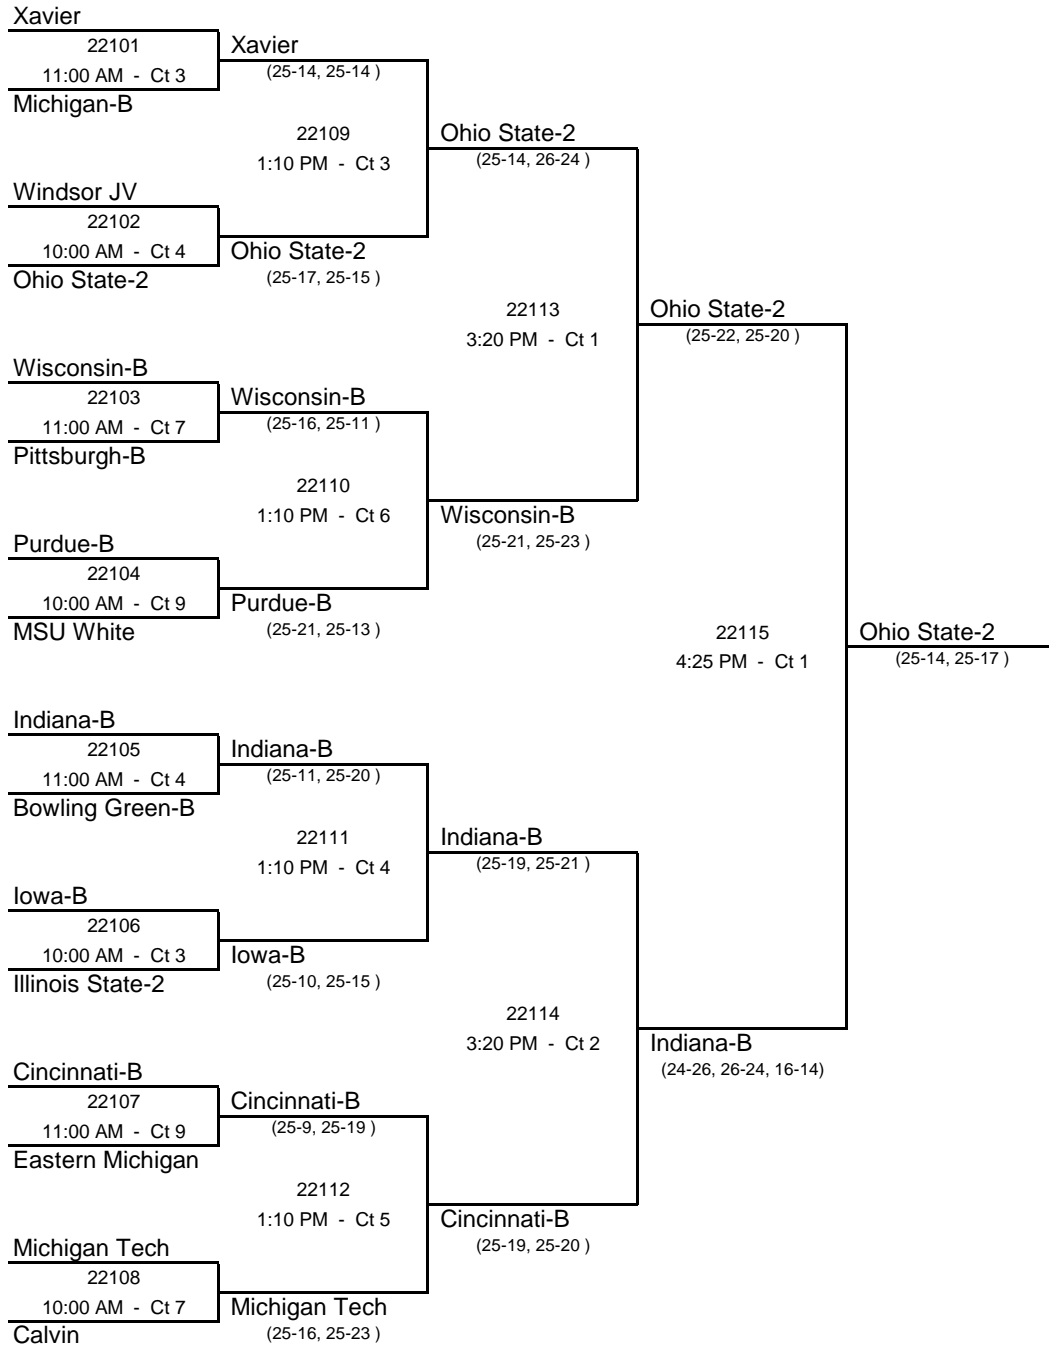 Xavier
22101
11:00 AM - Ct 3
Michigan-B
Xavier
(25-14, 25-14 )
22109
1:10 PM - Ct 3
Ohio State-2
(25-14, 26-24 )
Windsor JV
22102
10:00 AM - Ct 4
Ohio State-2
Ohio State-2
(25-17, 25-15 )
22113
3:20 PM - Ct 1
Ohio State-2
(25-22, 25-20 )
Wisconsin-B
22103
11:00 AM - Ct 7
Pittsburgh-B
Wisconsin-B
(25-16, 25-11 )
22110
1:10 PM - Ct 6
Wisconsin-B
(25-21, 25-23 )
Purdue-B
22104
10:00 AM - Ct 9
MSU White
Purdue-B
(25-21, 25-13 )
22115
4:25 PM - Ct 1
Ohio State-2
(25-14, 25-17 )
Indiana-B
22105
11:00 AM - Ct 4
Bowling Green-B
Indiana-B
(25-11, 25-20 )
22111
1:10 PM - Ct 4
Indiana-B
(25-19, 25-21 )
Iowa-B
22106
10:00 AM - Ct 3
Illinois State-2
Iowa-B
(25-10, 25-15 )
22114
3:20 PM - Ct 2
Indiana-B
(24-26, 26-24, 16-14)
Cincinnati-B
22107
11:00 AM - Ct 9
Eastern Michigan
Cincinnati-B
(25-9, 25-19 )
22112
1:10 PM - Ct 5
Cincinnati-B
(25-19, 25-20 )
Michigan Tech
22108
10:00 AM - Ct 7
Calvin
Michigan Tech
(25-16, 25-23 )